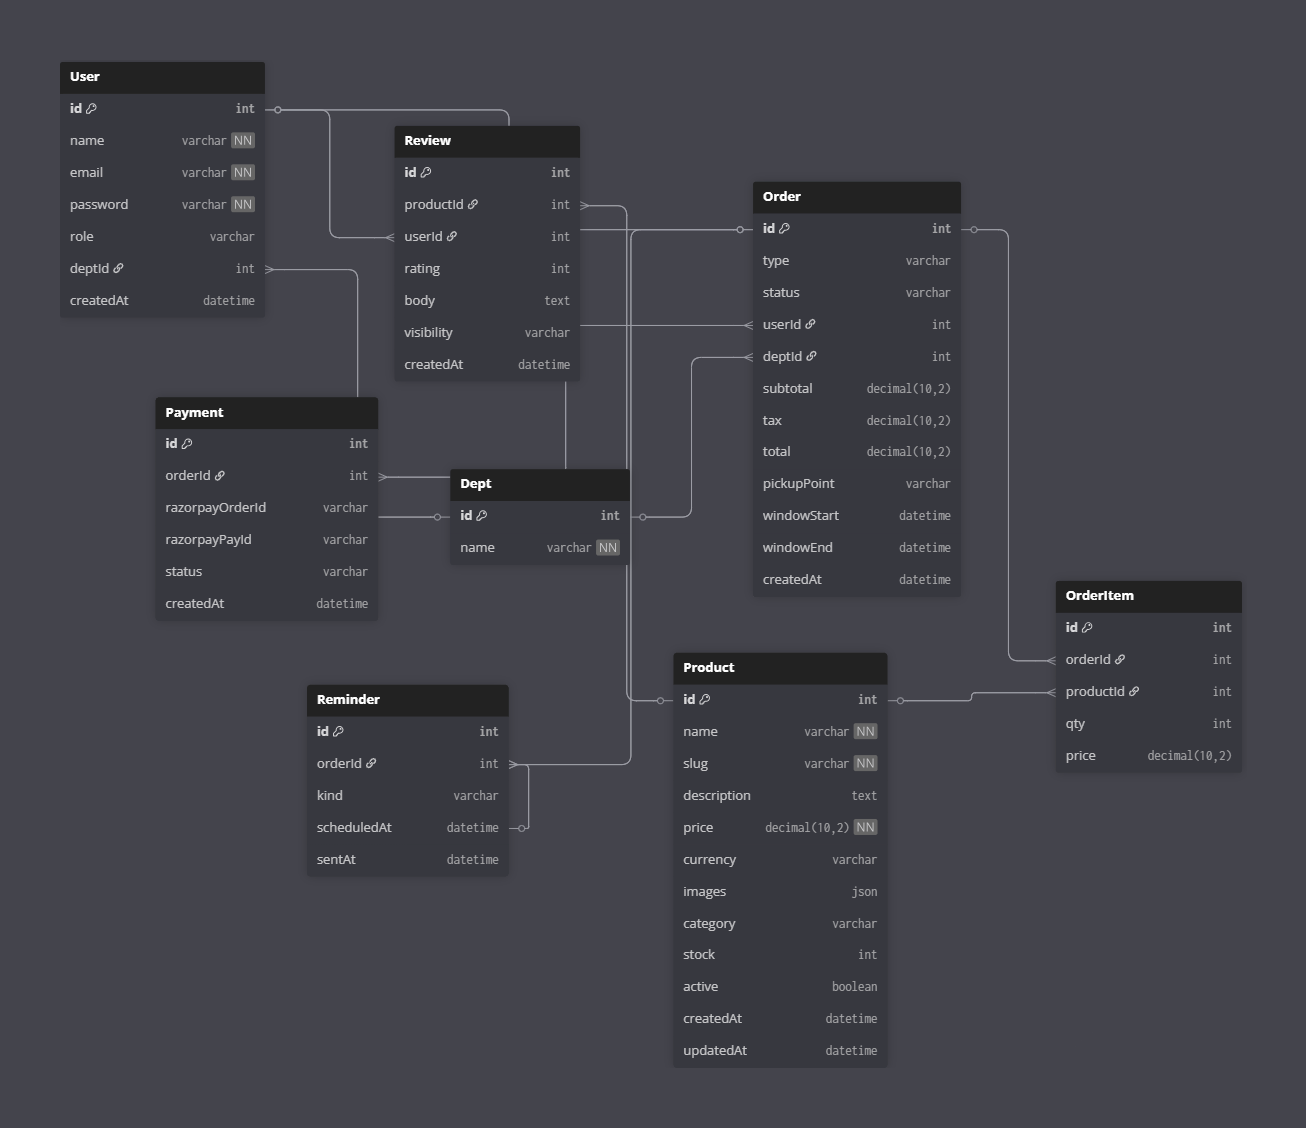 User
id int
name varchar NN
email varchar NN
password varchar NN
role varchar
deptId int
createdAt datetime
Review
id int
productId int
userId int
rating int
body text
visibility varchar
createdAt datetime
Order
id int
type varchar
status varchar
userId int
deptId int
subtotal decimal(10,2)
tax decimal(10,2)
total decimal(10,2)
pickupPoint varchar
windowStart datetime
windowEnd datetime
createdAt datetime
Payment
id int
orderId int
razorpayOrderId varchar
razorpayPayId varchar
status varchar
createdAt datetime
Dept
id int
name varchar NN
OrderItem
id int
orderId int
productId int
qty int
price decimal(10,2)
Product
id int
name varchar NN
slug varchar NN
description text
price decimal(10,2) NN
currency varchar
images json
category varchar
stock int
active boolean
createdAt datetime
updatedAt datetime
Reminder
id int
orderId int
kind varchar
scheduledAt datetime
sentAt datetime